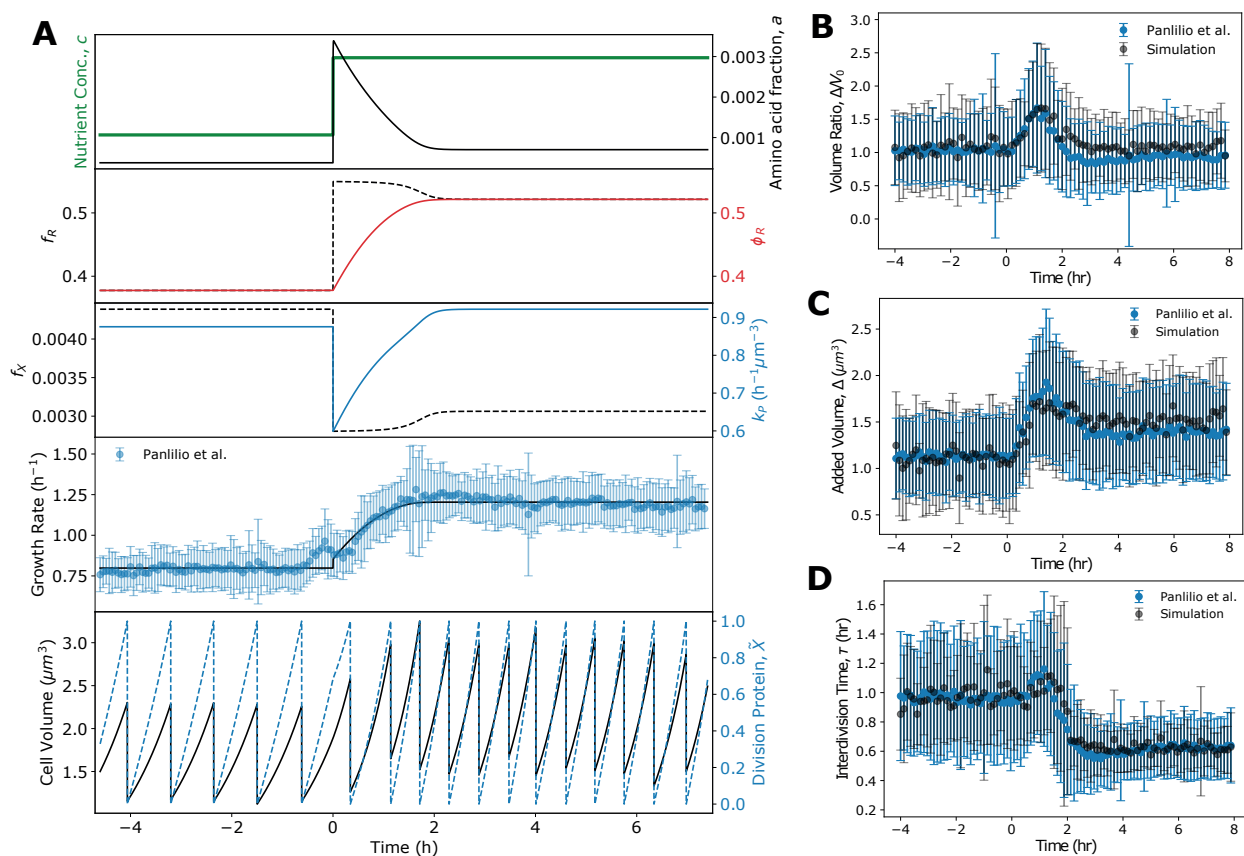 A
Nutrient Conc., c
Amino acid fraction, a
0.003
0.002
0.001
f_R
0.5
0.4
0.5
0.4
ϕ_R
f_X
0.0040
0.0035
0.0030
0.9
0.8
0.7
0.6
k_P (h⁻¹μm⁻³)
Growth Rate (h⁻¹)
1.50
1.25
1.00
0.75
Panlilio et al.
Cell Volume (μm³)
3.0
2.5
2.0
1.5
1.0
0.8
0.6
0.4
0.2
0.0
Division Protein, X̃
−4 −2 0 2 4 6
Time (h)
B
Volume Ratio, Δ/V₀
3.0
2.5
2.0
1.5
1.0
0.5
0.0
Panlilio et al.
Simulation
−4 −2 0 2 4 6 8
Time (hr)
C
Added Volume, Δ (μm³)
2.5
2.0
1.5
1.0
0.5
Panlilio et al.
Simulation
−4 −2 0 2 4 6 8
Time (hr)
D
Interdivision Time, τ (hr)
1.6
1.4
1.2
1.0
0.8
0.6
0.4
0.2
Panlilio et al.
Simulation
−4 −2 0 2 4 6 8
Time (hr)